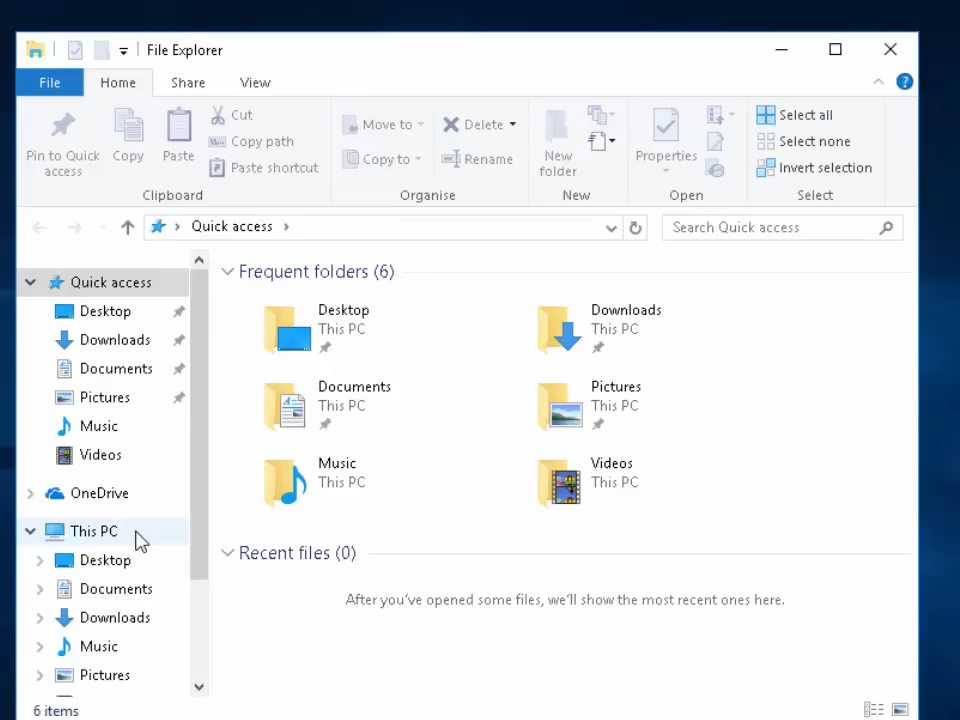 File Explorer
File Home Share View
Pin to Quick access
Copy
Paste
Cut
Copy path
Paste shortcut
Clipboard
Move to
Copy to
Delete
Rename
Organise
New folder
New
Properties
Open
Select all
Select none
Invert selection
Select
Quick access
Search Quick access
Quick access
Desktop
Downloads
Documents
Pictures
Music
Videos
OneDrive
This PC
Desktop
Documents
Downloads
Music
Pictures
Frequent folders (6)
Desktop
This PC
Downloads
This PC
Documents
This PC
Pictures
This PC
Music
This PC
Videos
This PC
Recent files (0)
After you've opened some files, we'll show the most recent ones here.
6 items